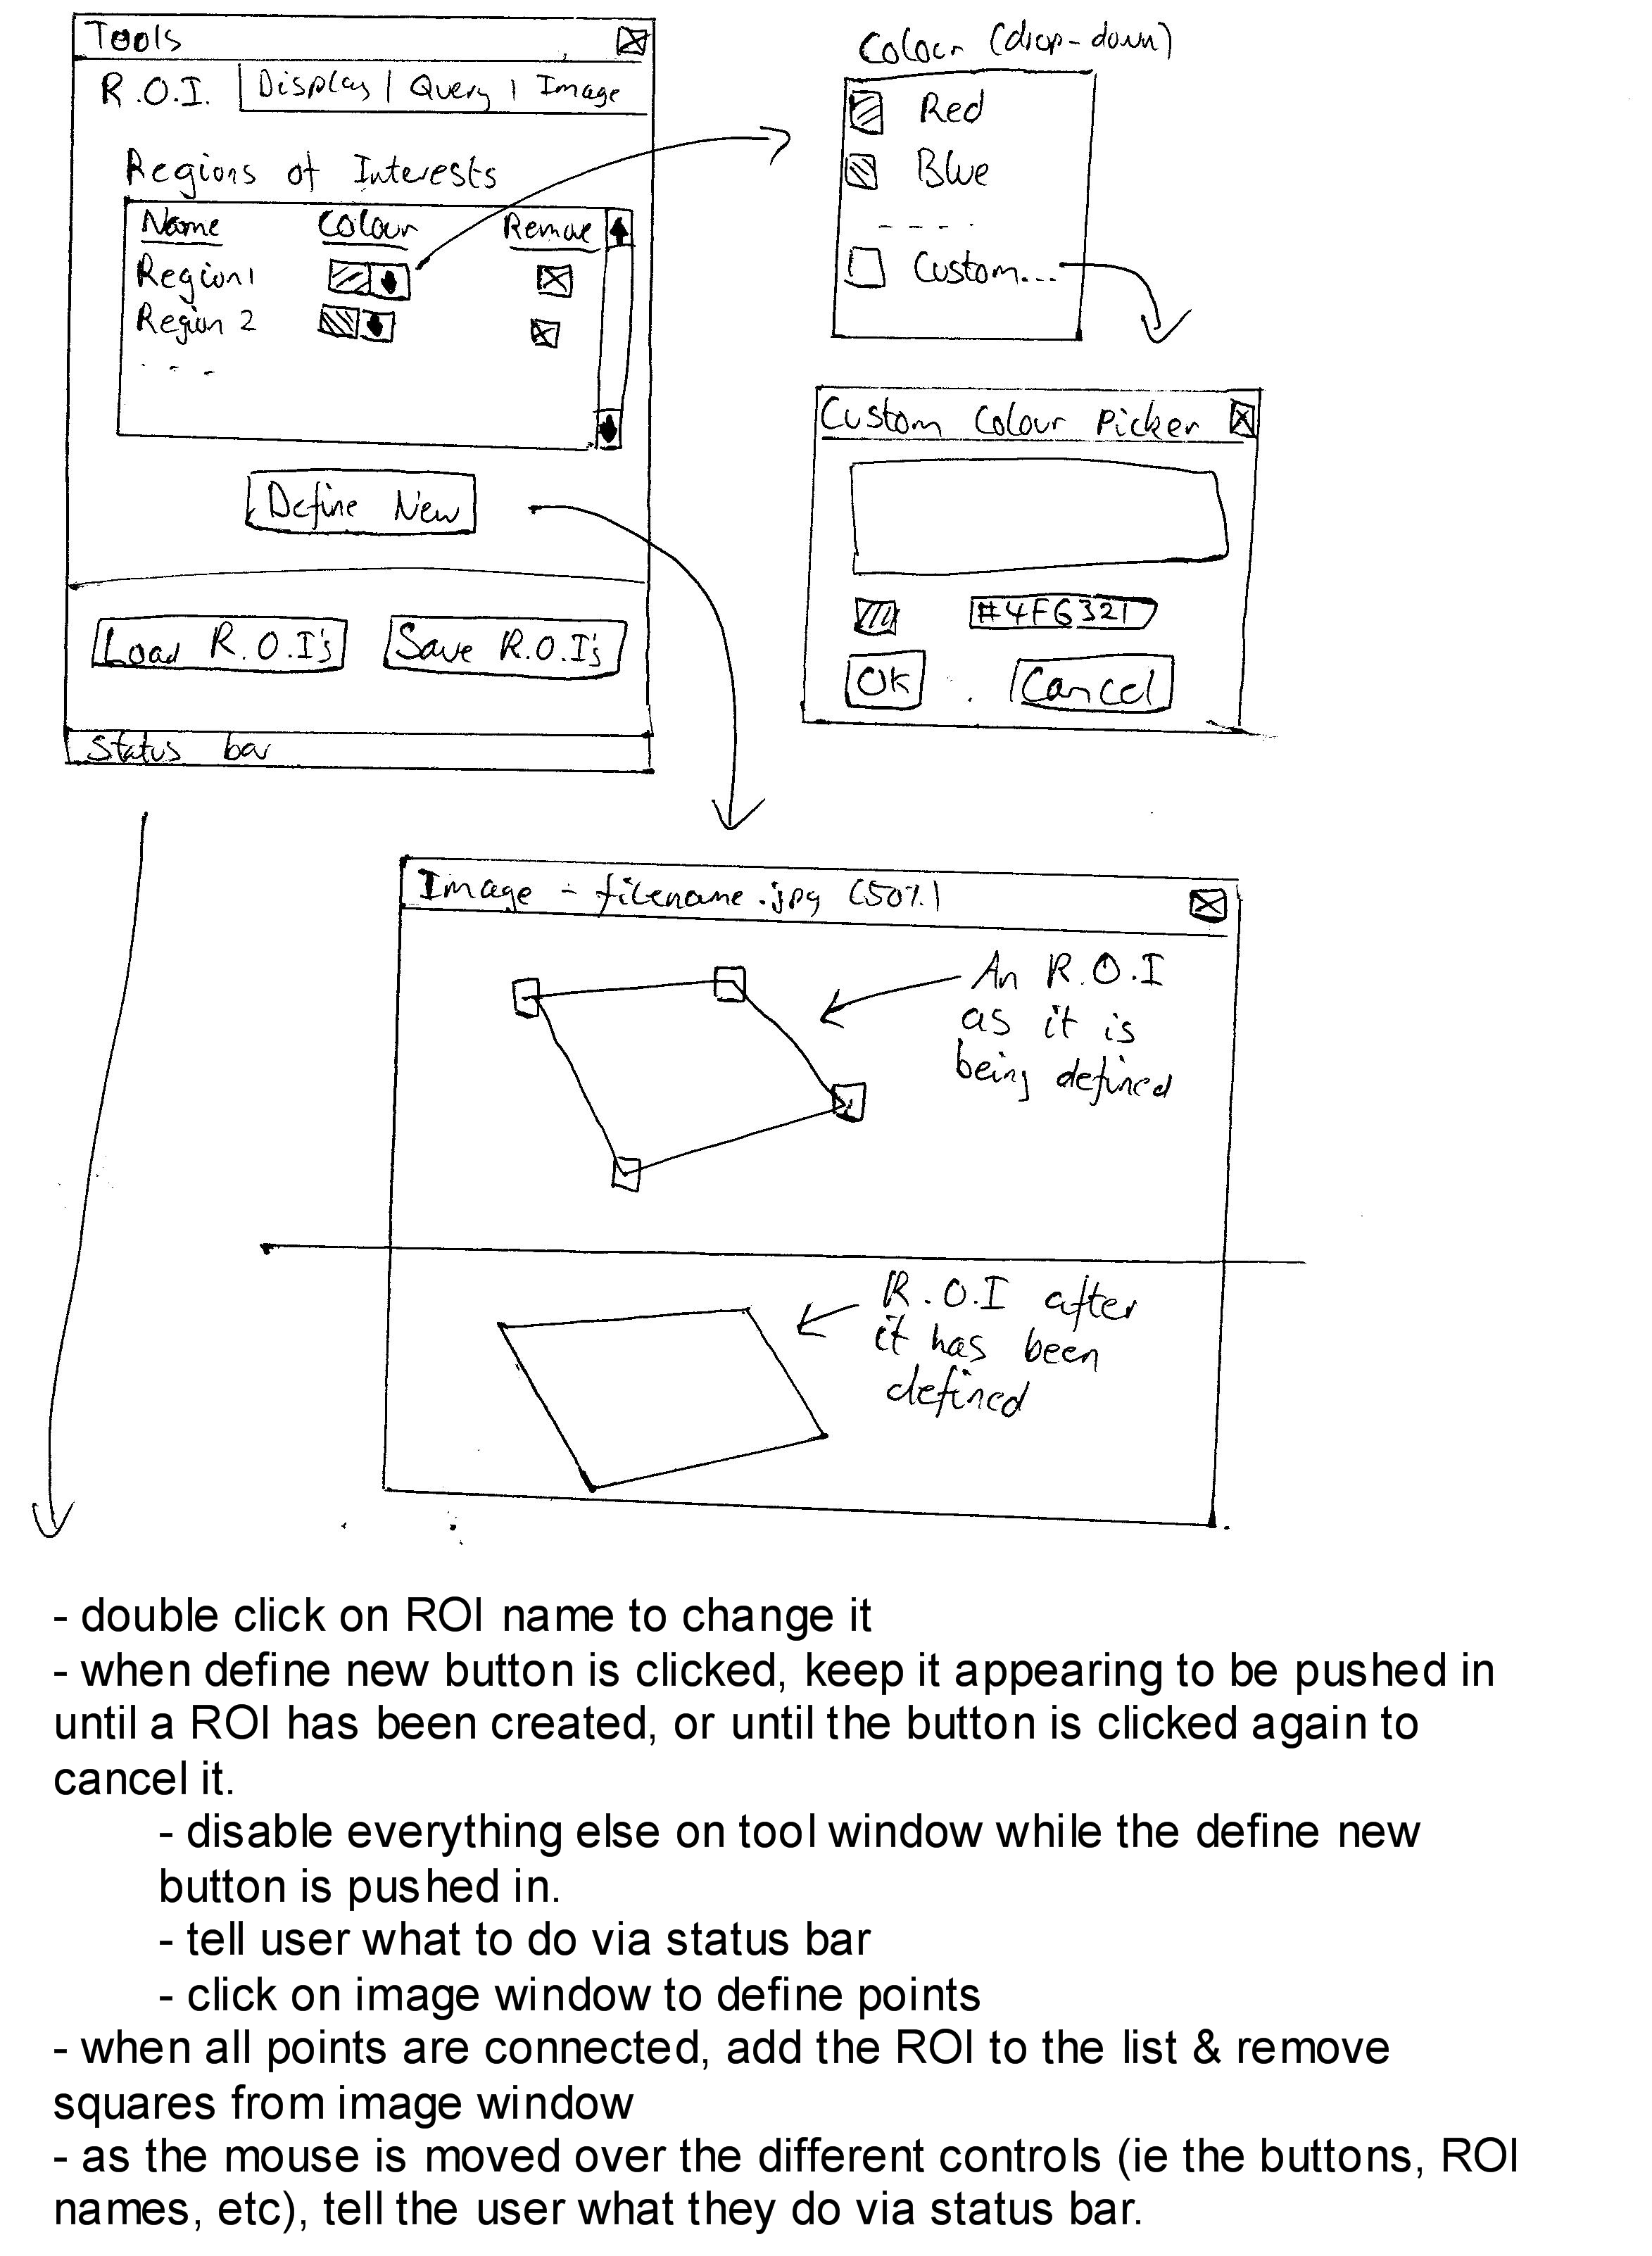 Tools
R.O.I. | Display | Query | Image
Regions of Interests
Name Colour Remove
Region1
Region 2
- - -
Define New
Load R.O.I's Save R.O.I's
Status bar
Colour (drop-down)
Red
Blue
- - - -
Custom...
Custom Colour Picker
#4F6321
OK Cancel
Image - filename.jpg (50%)
An R.O.I
as it is
being defined
R.O.I after
it has been
defined
- double click on ROI name to change it
- when define new button is clicked, keep it appearing to be pushed in
until a ROI has been created, or until the button is clicked again to
cancel it.
- disable everything else on tool window while the define new
button is pushed in.
- tell user what to do via status bar
- click on image window to define points
- when all points are connected, add the ROI to the list & remove
squares from image window
- as the mouse is moved over the different controls (ie the buttons, ROI
names, etc), tell the user what they do via status bar.